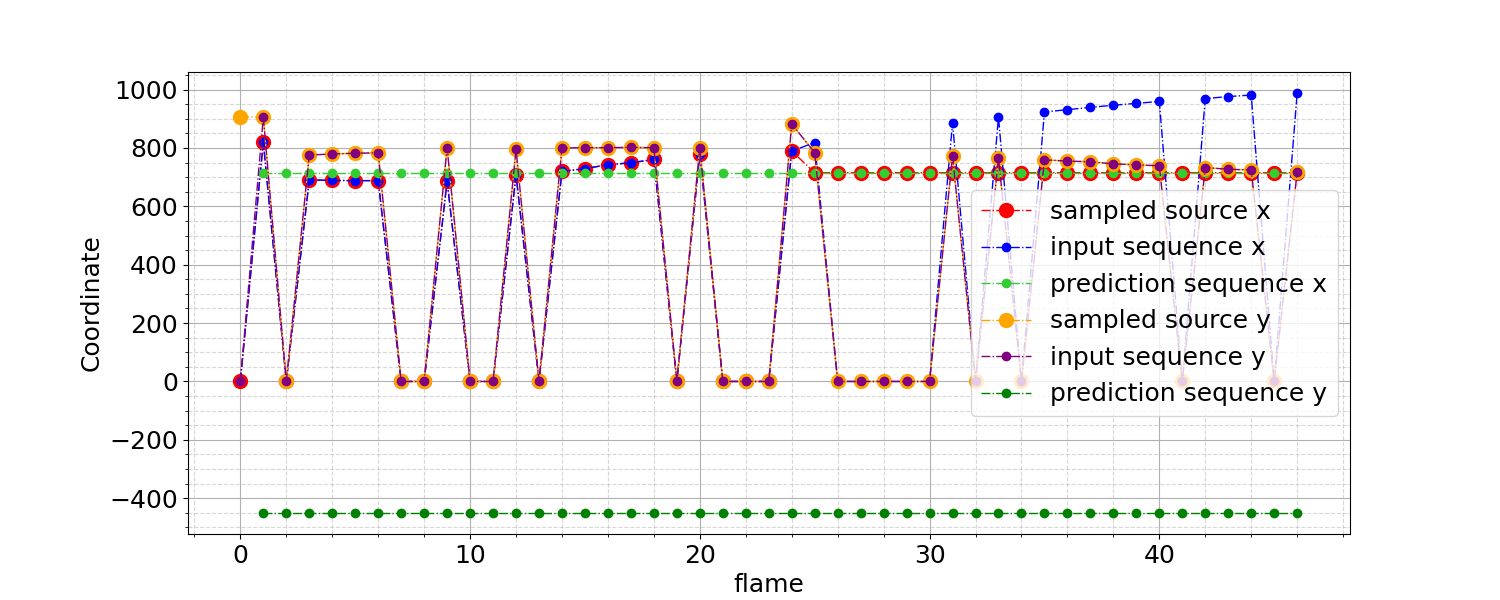 1000
800
600
400
200
0
−200
−400
Coordinate
0 10 20 30 40
flame
sampled source x
input sequence x
prediction sequence x
sampled source y
input sequence y
prediction sequence y